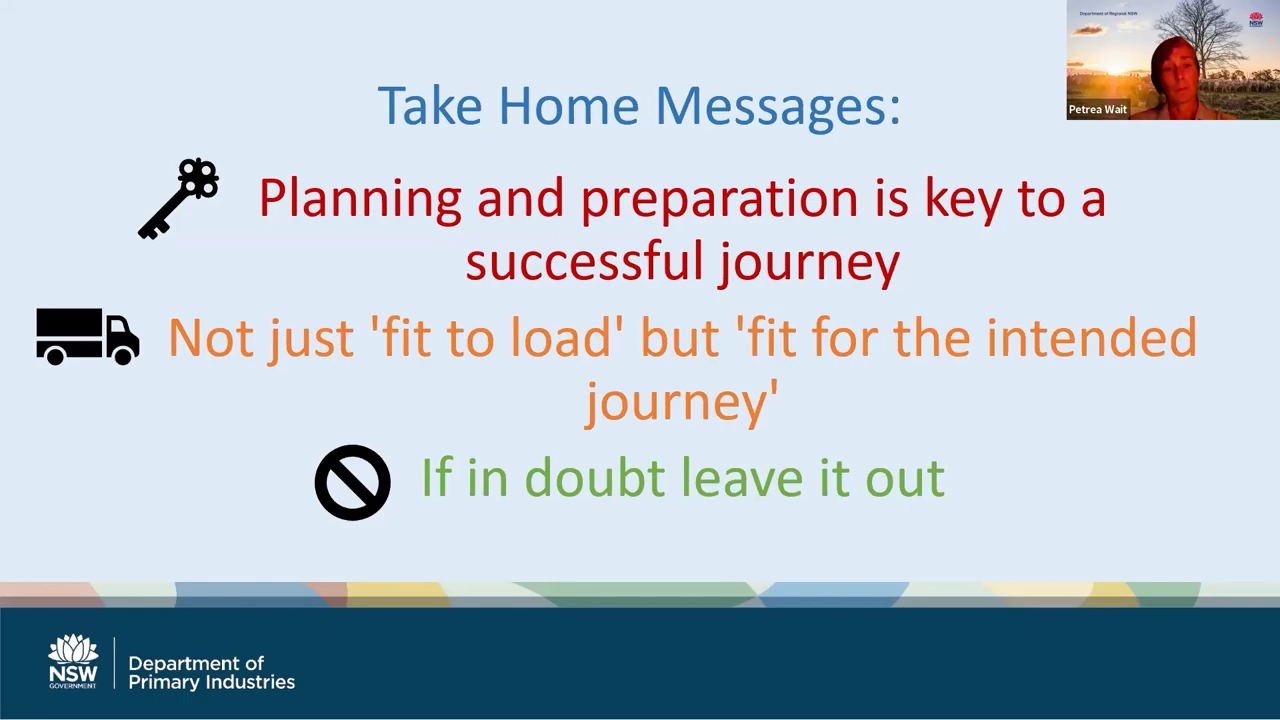 Department of Regional NSW
NSW
Petrea Wait
Take Home Messages:
Planning and preparation is key to a
successful journey
Not just 'fit to load' but 'fit for the intended
journey'
If in doubt leave it out
NSW
GOVERNMENT
Department of
Primary Industries